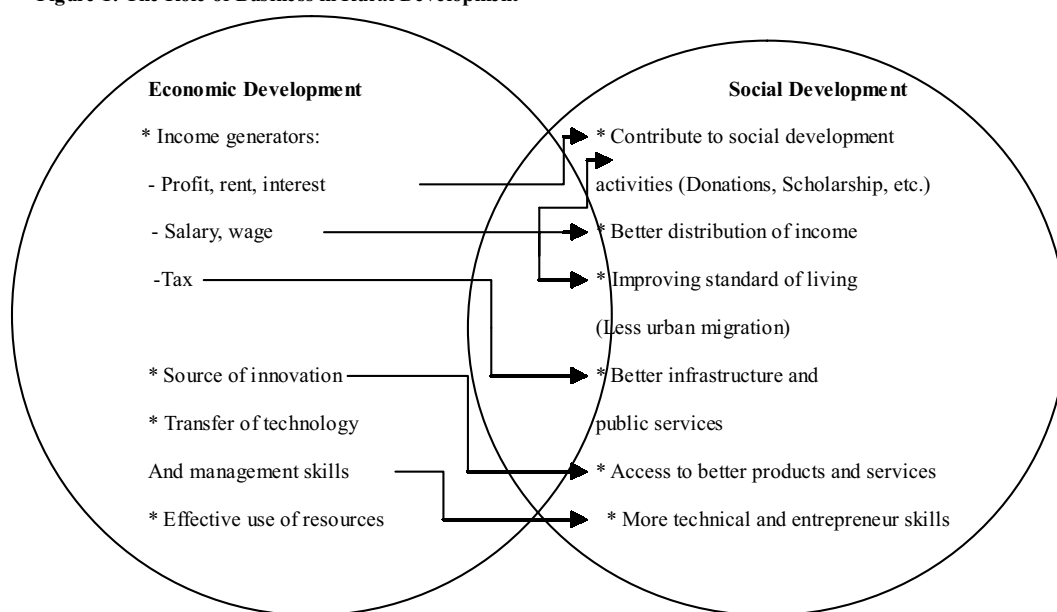 Figure 1: The Role of Business in Rural Development
Economic Development
* Income generators:
- Profit, rent, interest
- Salary, wage
-Tax
* Source of innovation
* Transfer of technology
And management skills
* Effective use of resources
Social Development
* Contribute to social development
activities (Donations, Scholarship, etc.)
* Better distribution of income
* Improving standard of living
(Less urban migration)
* Better infrastructure and
public services
* Access to better products and services
* More technical and entrepreneur skills